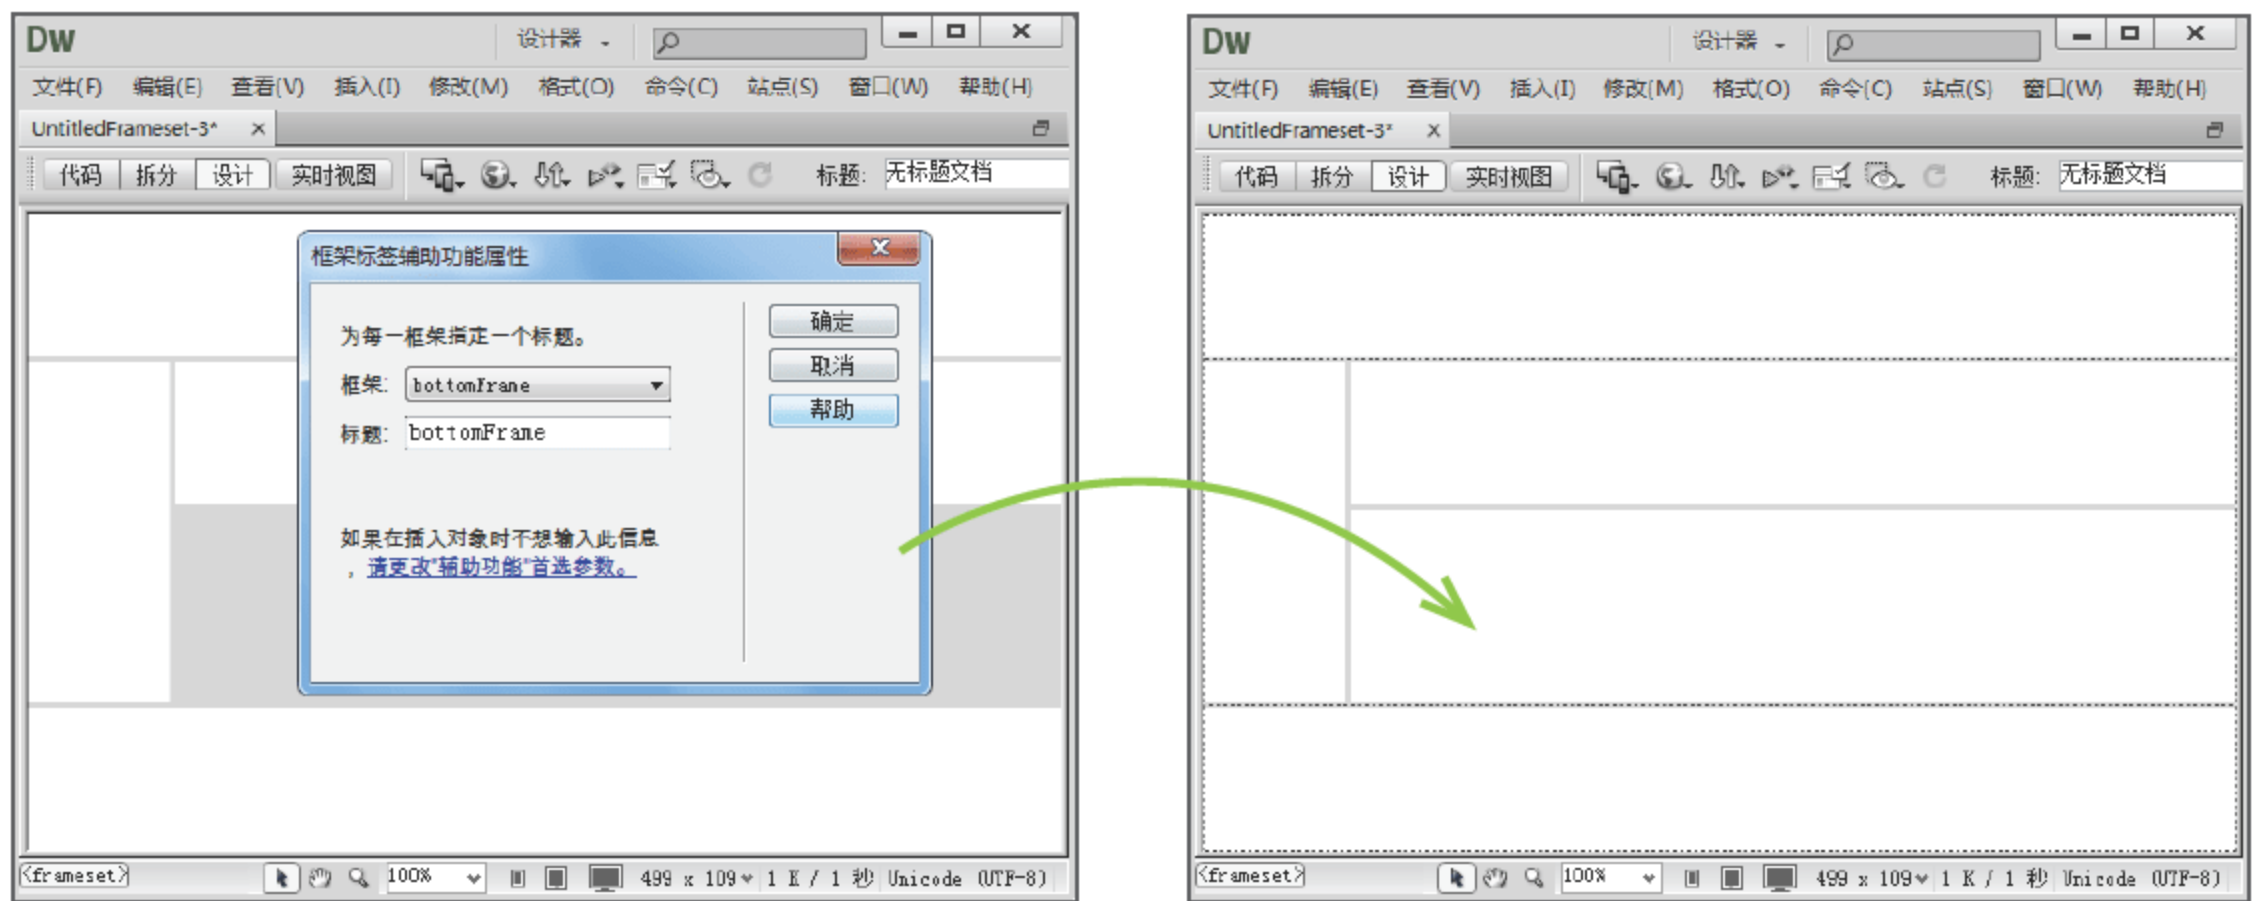 Dw 设计器
文件(F) 编辑(E) 查看(V) 插入(I) 修改(M) 格式(O) 命令(C) 站点(S) 窗口(W) 帮助(H)
UntitledFrameset-3* ×
代码 拆分 设计 实时视图 标题: 无标题文档
框架标签辅助功能属性
为每一框架指定一个标题。
框架: bottomFrame
标题: bottomFrame
如果在插入对象时不想输入此信息
，请更改"辅助功能"首选参数。
确定
取消
帮助
<frameset> 100% 499 x 109 1 K / 1 秒 Unicode (UTF-8)
Dw 设计器
文件(F) 编辑(E) 查看(V) 插入(I) 修改(M) 格式(O) 命令(C) 站点(S) 窗口(W) 帮助(H)
UntitledFrameset-3* ×
代码 拆分 设计 实时视图 标题: 无标题文档
<frameset> 100% 499 x 109 1 K / 1 秒 Unicode (UTF-8)